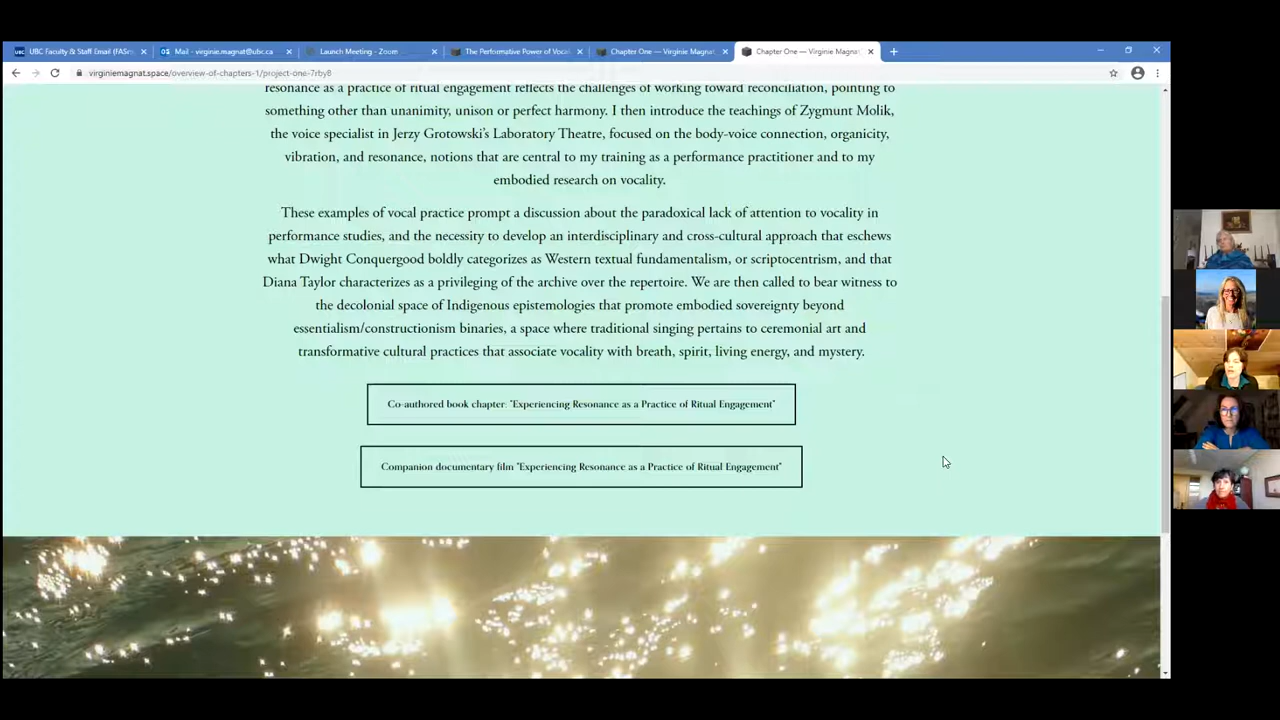 UBC Faculty & Staff Email (FASm
Mail - virginie.magnat@ubc.ca
Launch Meeting - Zoom
The Performative Power of Vocal
Chapter One — Virginie Magnat
Chapter One — Virginie Magnat
virginiemagnat.space/overview-of-chapters-1/project-one-7rby8
resonance as a practice of ritual engagement reflects the challenges of working toward reconciliation, pointing to
something other than unanimity, unison or perfect harmony. I then introduce the teachings of Zygmunt Molik,
the voice specialist in Jerzy Grotowski's Laboratory Theatre, focused on the body-voice connection, organicity,
vibration, and resonance, notions that are central to my training as a performance practitioner and to my
embodied research on vocality.
These examples of vocal practice prompt a discussion about the paradoxical lack of attention to vocality in
performance studies, and the necessity to develop an interdisciplinary and cross-cultural approach that eschews
what Dwight Conquergood boldly categorizes as Western textual fundamentalism, or scriptocentrism, and that
Diana Taylor characterizes as a privileging of the archive over the repertoire. We are then called to bear witness to
the decolonial space of Indigenous epistemologies that promote embodied sovereignty beyond
essentialism/constructionism binaries, a space where traditional singing pertains to ceremonial art and
transformative cultural practices that associate vocality with breath, spirit, living energy, and mystery.
Co-authored book chapter: "Experiencing Resonance as a Practice of Ritual Engagement"
Companion documentary film "Experiencing Resonance as a Practice of Ritual Engagement"